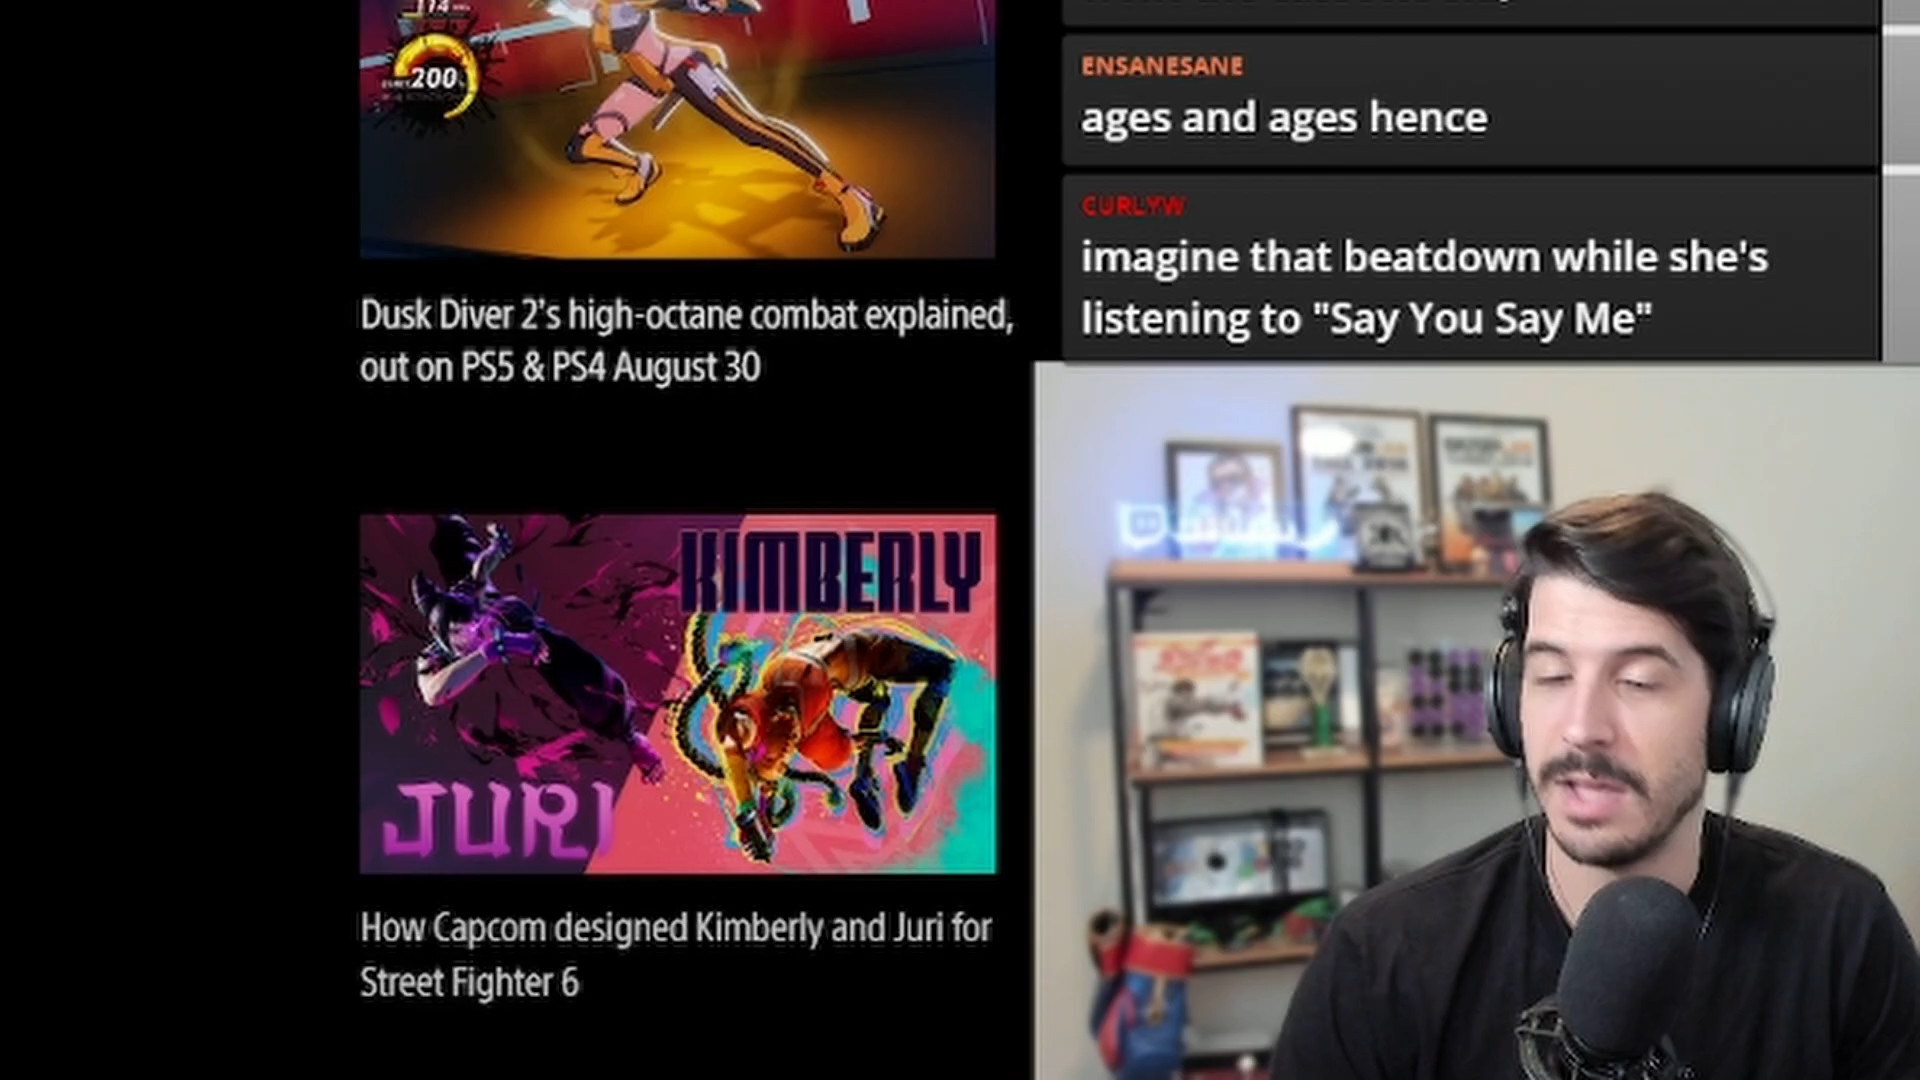 114
200
Dusk Diver 2's high-octane combat explained,
out on PS5 & PS4 August 30
KIMBERLY
JURI
How Capcom designed Kimberly and Juri for
Street Fighter 6
ENSANESANE
ages and ages hence
CURLYW
imagine that beatdown while she's
listening to "Say You Say Me"